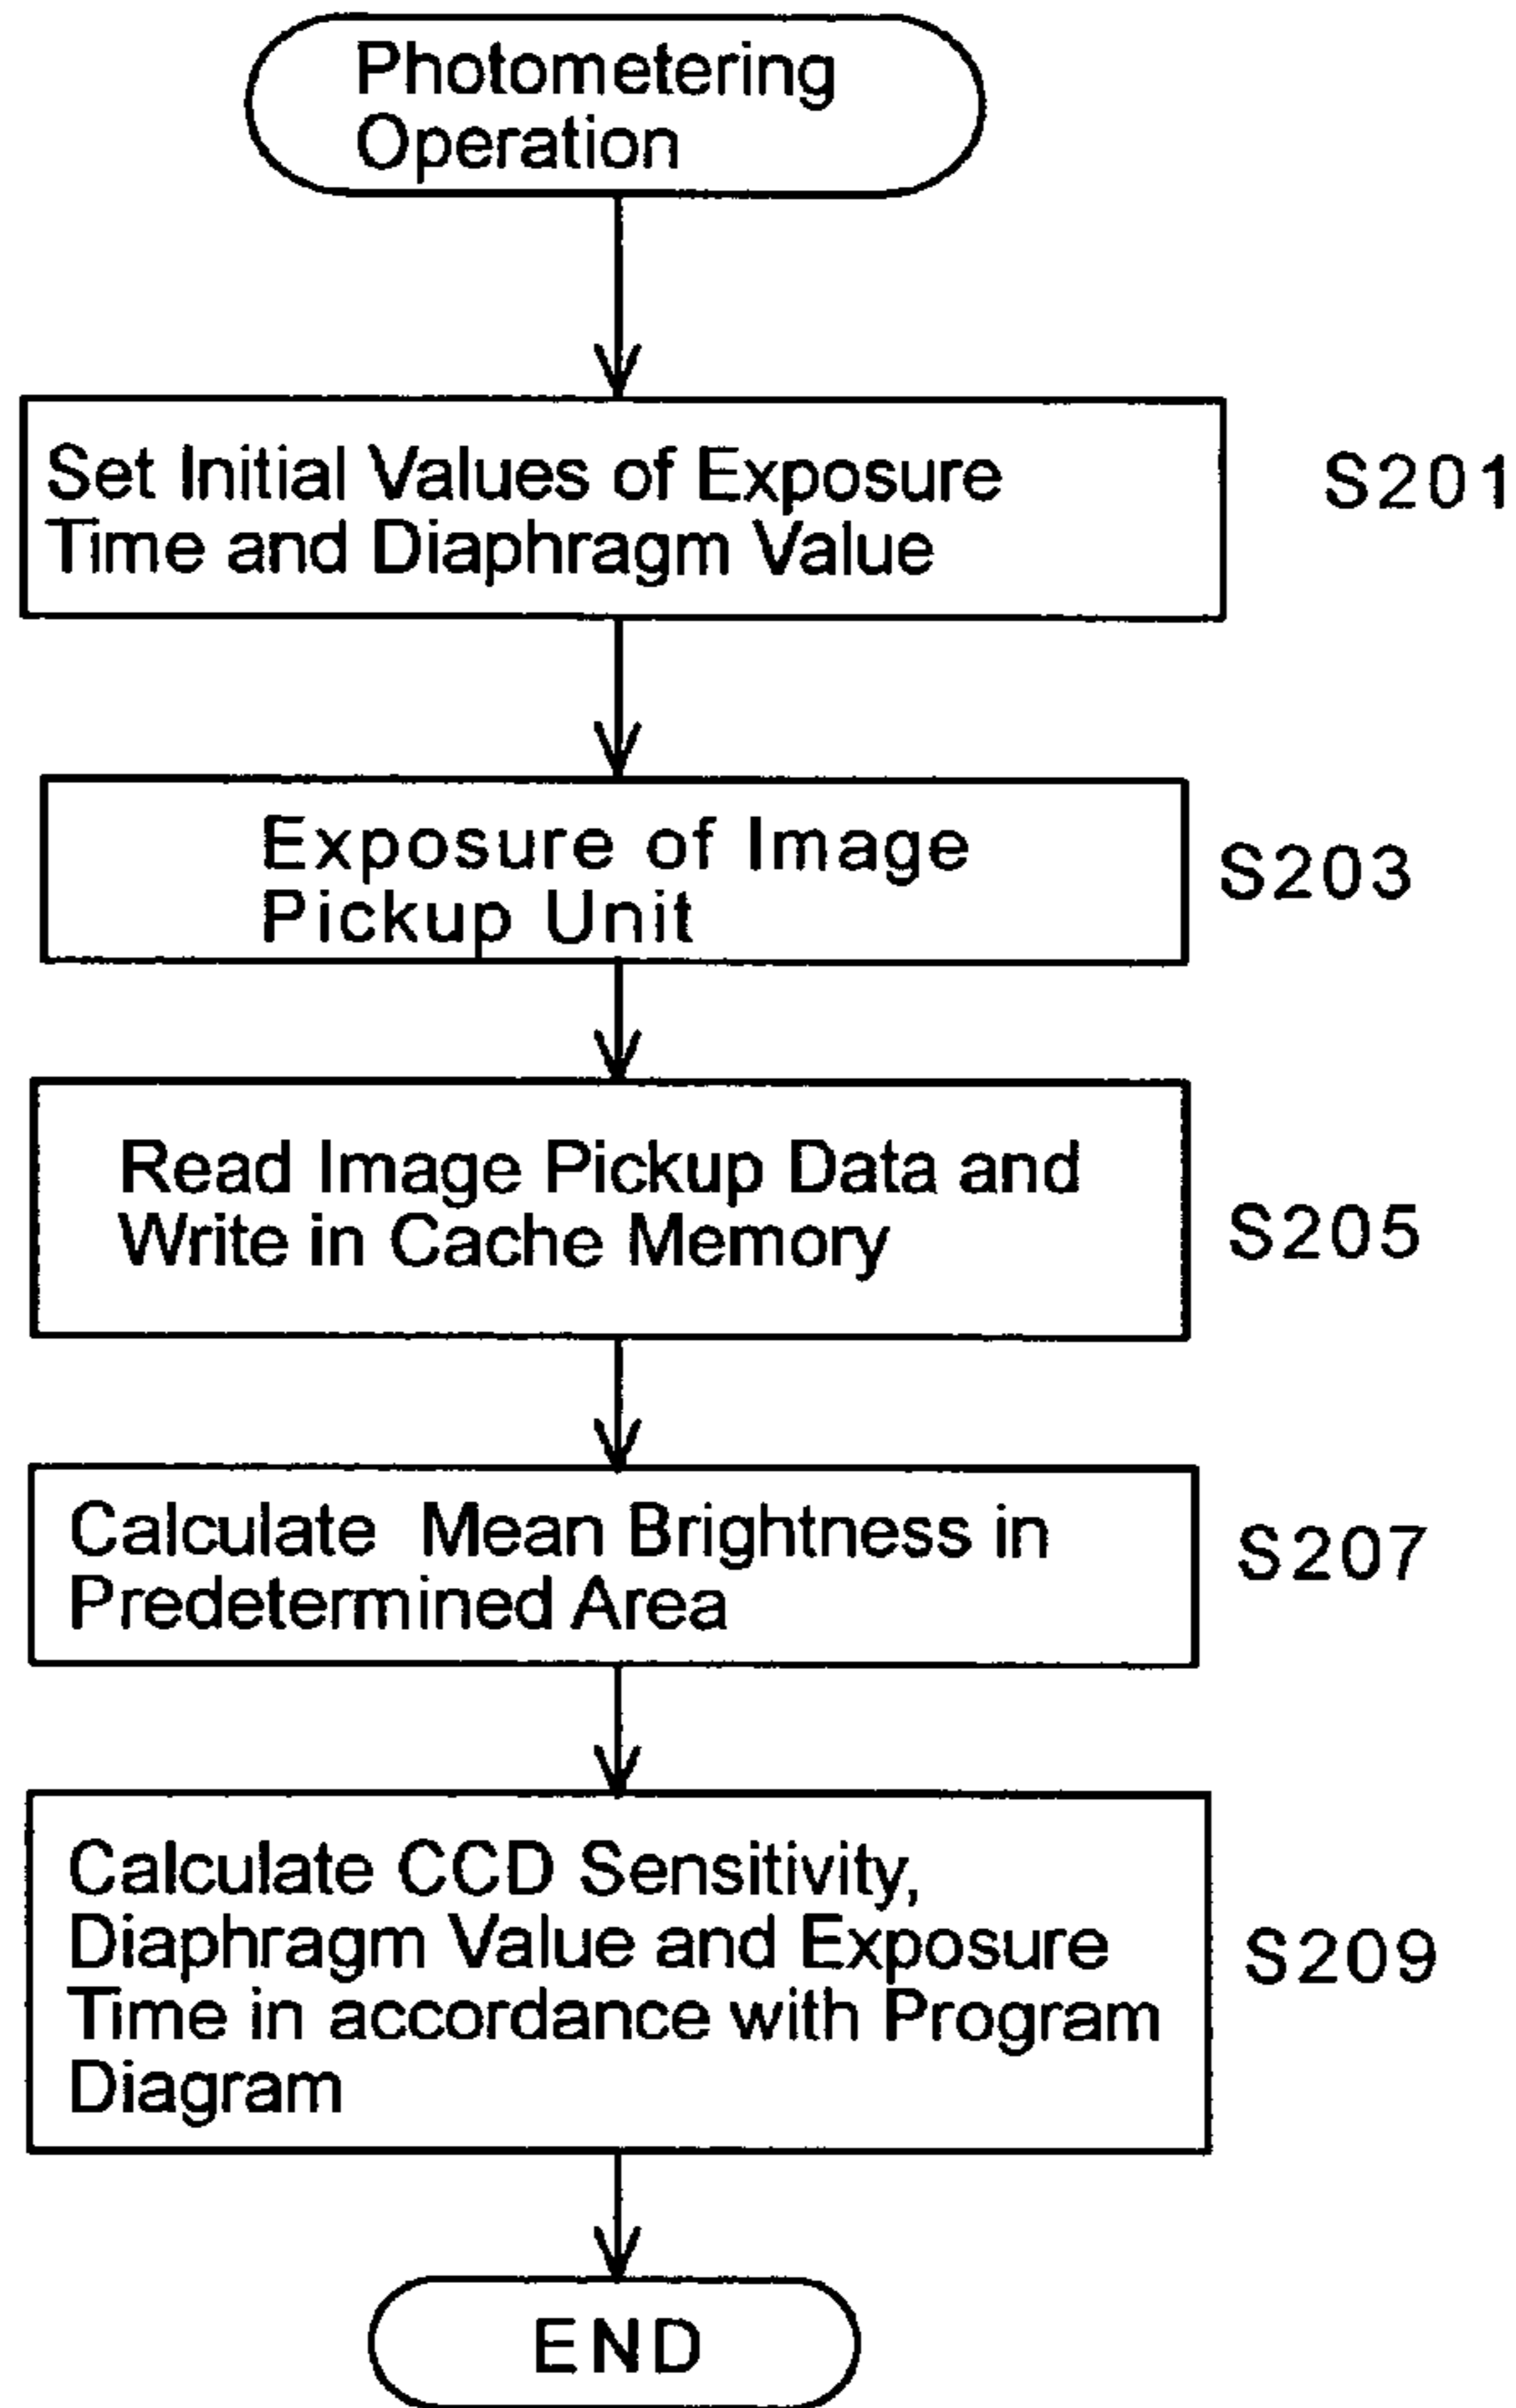 Photometering
Operation
Set Initial Values of Exposure
Time and Diaphragm Value
S201
Exposure of Image
Pickup Unit
S203
Read Image Pickup Data and
Write in Cache Memory
S205
Calculate Mean Brightness in
Predetermined Area
S207
Calculate CCD Sensitivity,
Diaphragm Value and Exposure
Time in accordance with Program
Diagram
S209
END